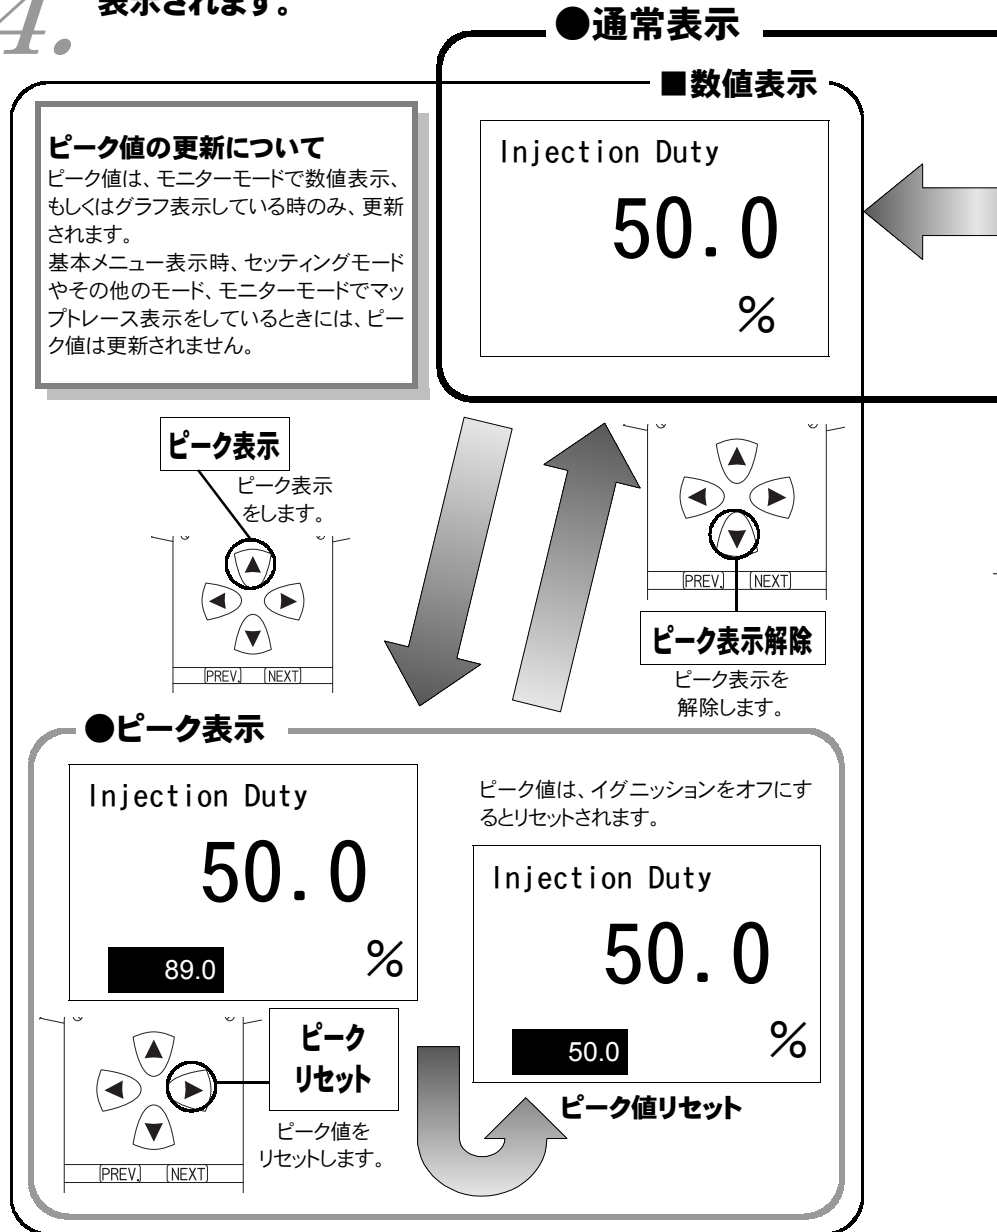 4.
表示されます。
●通常表示
■数値表示
Injection Duty
50.0
%
ピーク値の更新について
ピーク値は、モニターモードで数値表示、
もしくはグラフ表示している時のみ、更新
されます。
基本メニュー表示時、セッティングモード
やその他のモード、モニターモードでマッ
プトレース表示をしているときには、ピー
ク値は更新されません。
ピーク表示
ピーク表示
をします。
▲
◀ ▶
▼
PREV. NEXT
▲
◀ ▶
▼
PREV. NEXT
ピーク表示解除
ピーク表示を
解除します。
●ピーク表示
Injection Duty
50.0
89.0 %
ピーク値は、イグニッションをオフにす
るとリセットされます。
Injection Duty
50.0
50.0 %
ピーク値リセット
▲
◀ ▶
▼
PREV. NEXT
ピーク
リセット
ピーク値を
リセットします。